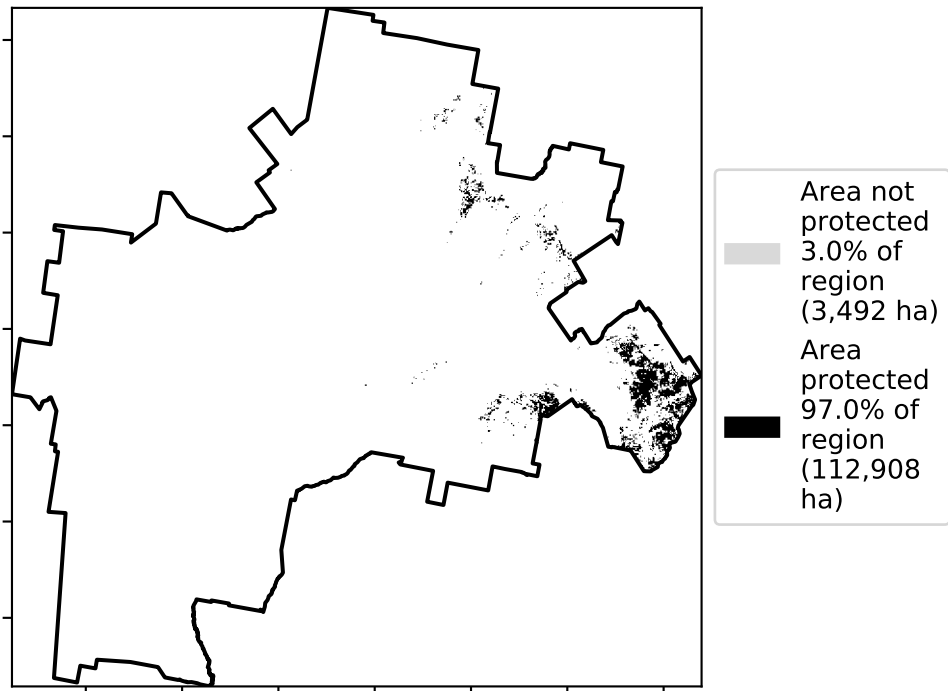 Area not
protected
3.0% of
region
(3,492 ha)
Area
protected
97.0% of
region
(112,908
ha)